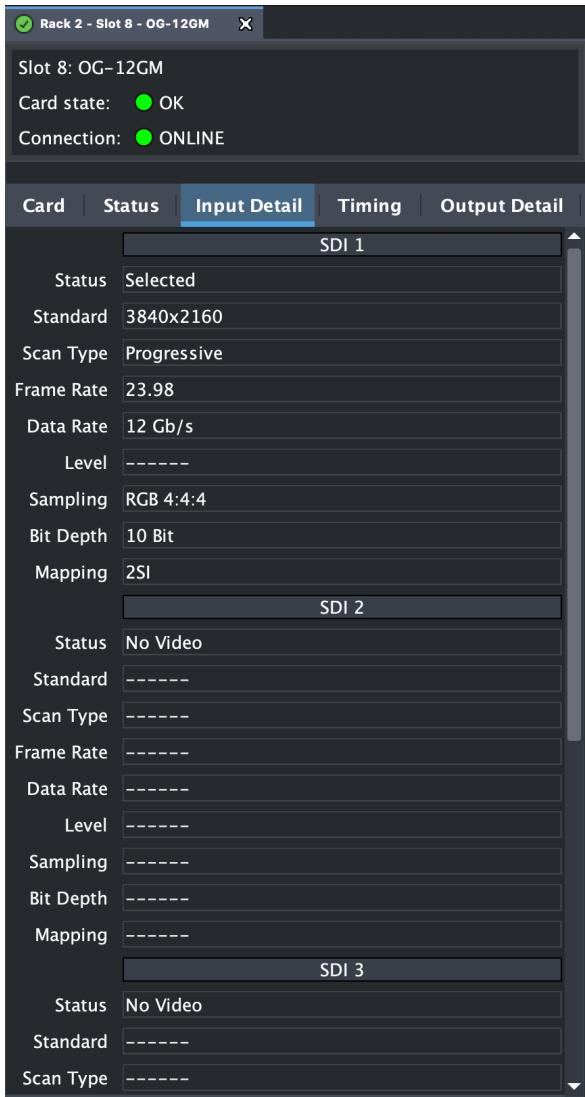 Rack 2 - Slot 8 - OG-12GM X
Slot 8: OG-12GM
Card state: OK
Connection: ONLINE
Card Status Input Detail Timing Output Detail
SDI 1
Status Selected
Standard 3840x2160
Scan Type Progressive
Frame Rate 23.98
Data Rate 12 Gb/s
Level ------
Sampling RGB 4:4:4
Bit Depth 10 Bit
Mapping 2SI
SDI 2
Status No Video
Standard ------
Scan Type ------
Frame Rate ------
Data Rate ------
Level ------
Sampling ------
Bit Depth ------
Mapping ------
SDI 3
Status No Video
Standard ------
Scan Type ------